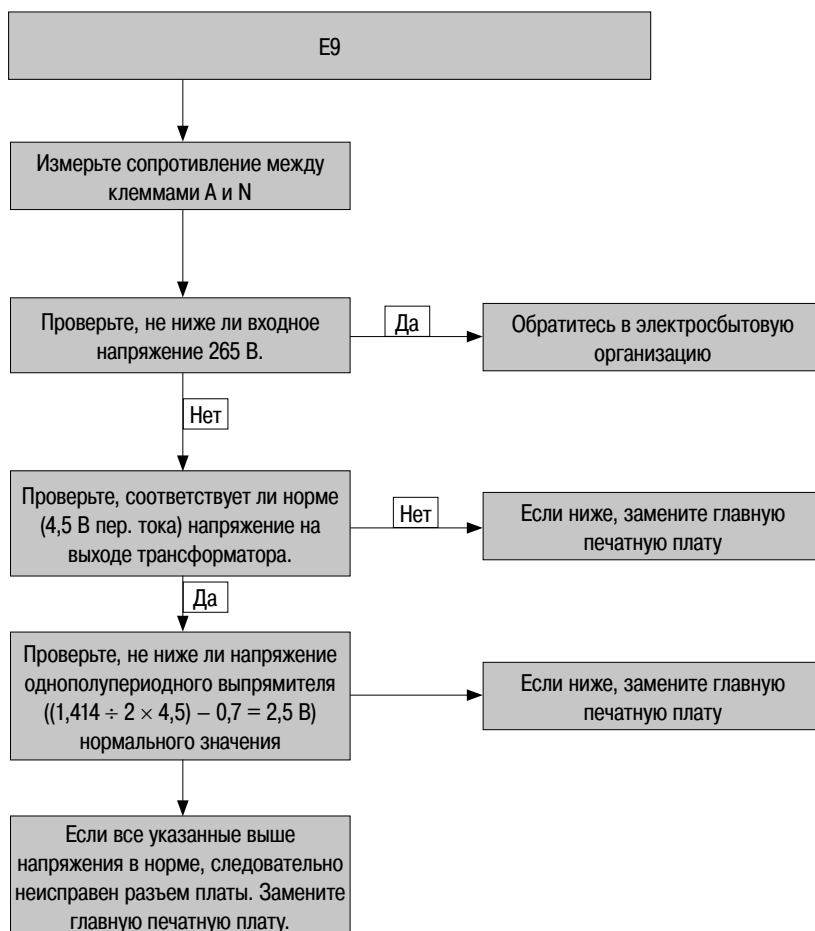 E9
Измерьте сопротивление между
клеммами A и N
Проверьте, не ниже ли входное
напряжение 265 В.
Да
Обратитесь в электросбытовую
организацию
Нет
Проверьте, соответствует ли норме
(4,5 В пер. тока) напряжение на
выходе трансформатора.
Нет
Если ниже, замените главную
печатную плату
Да
Проверьте, не ниже ли напряжение
однополупериодного выпрямителя
((1,414 ÷ 2 × 4,5) – 0,7 = 2,5 В)
нормального значения
Если ниже, замените главную
печатную плату
Если все указанные выше
напряжения в норме, следовательно
неисправен разъем платы. Замените
главную печатную плату.